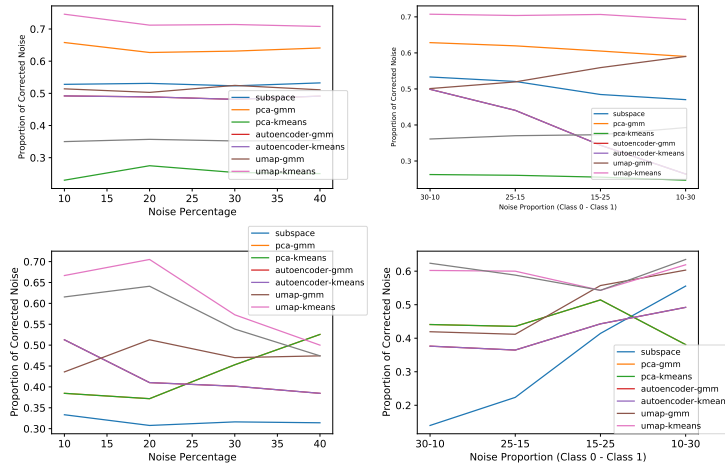 Proportion of Corrected Noise
0.7
0.6
0.5
0.4
0.3
10
15
20
25
30
35
40
Noise Percentage
subspace
pca-gmm
pca-kmeans
autoencoder-gmm
autoencoder-kmeans
umap-gmm
umap-kmeans
Proportion of Corrected Noise
0.7
0.6
0.5
0.4
0.3
30-10
25-15
15-25
10-30
Noise Proportion (Class 0 - Class 1)
subspace
pca-gmm
pca-kmeans
autoencoder-gmm
autoencoder-kmeans
umap-gmm
umap-kmeans
Proportion of Corrected Noise
0.70
0.65
0.60
0.55
0.50
0.45
0.40
0.35
0.30
10
15
20
25
30
35
40
Noise Percentage
subspace
pca-gmm
pca-kmeans
autoencoder-gmm
autoencoder-kmeans
umap-gmm
umap-kmeans
Proportion of Corrected Noise
0.6
0.5
0.4
0.3
0.2
30-10
25-15
15-25
10-30
Noise Proportion (Class 0 - Class 1)
subspace
pca-gmm
pca-kmeans
autoencoder-gmm
autoencoder-kmean
umap-gmm
umap-kmeans